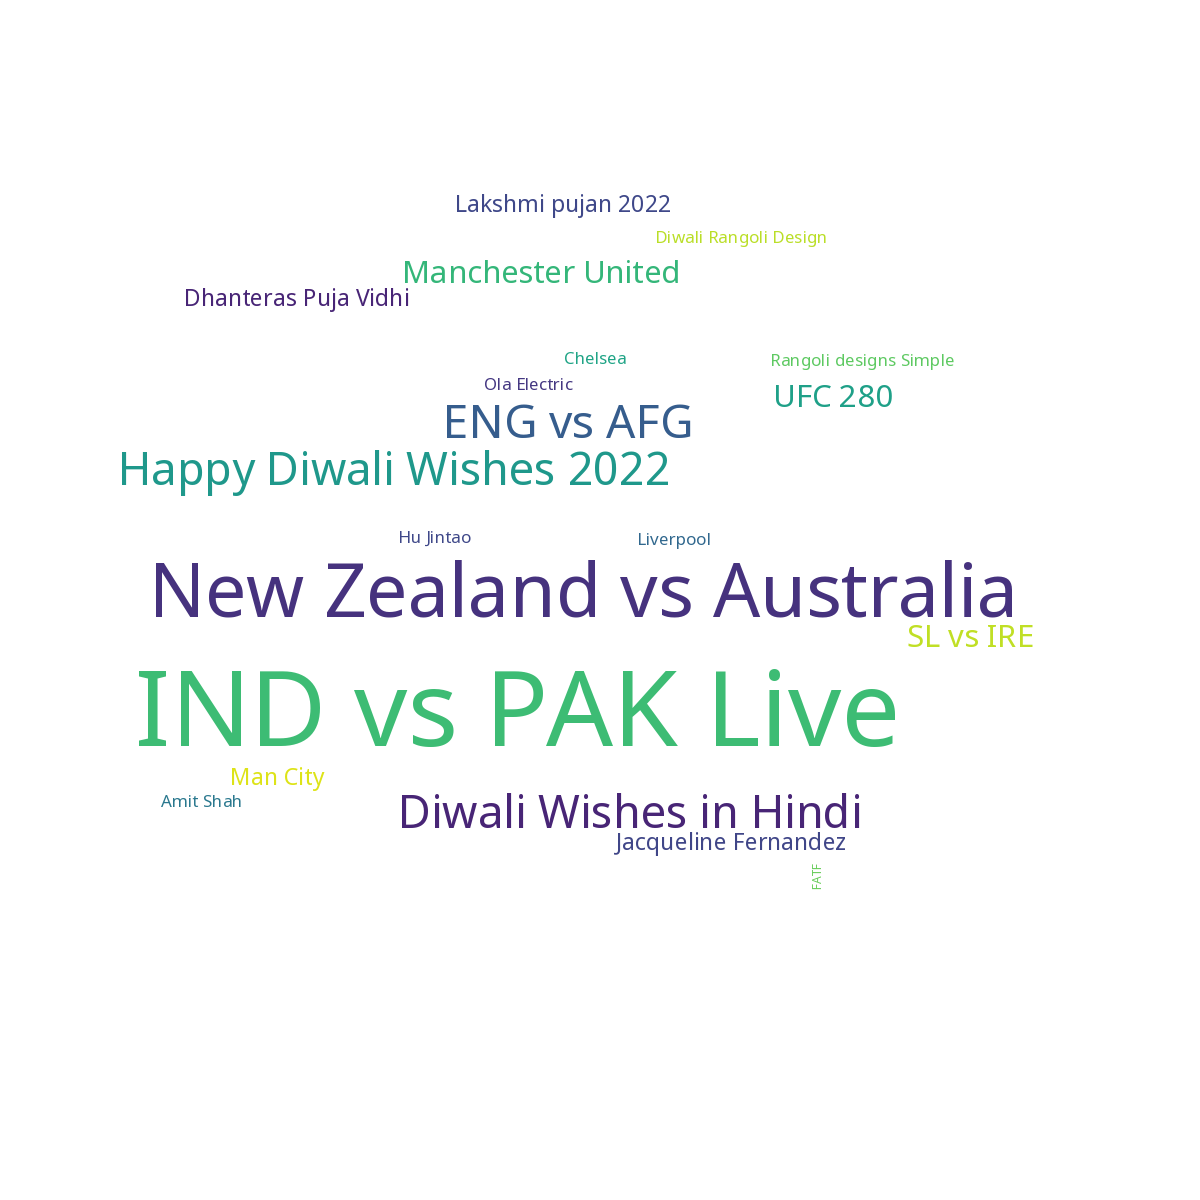 Lakshmi pujan 2022
Diwali Rangoli Design
Manchester United
Dhanteras Puja Vidhi
Chelsea
Rangoli designs Simple
Ola Electric
UFC 280
ENG vs AFG
Happy Diwali Wishes 2022
Hu Jintao
Liverpool
New Zealand vs Australia
SL vs IRE
IND vs PAK Live
Man City
Amit Shah
Diwali Wishes in Hindi
Jacqueline Fernandez
FATF